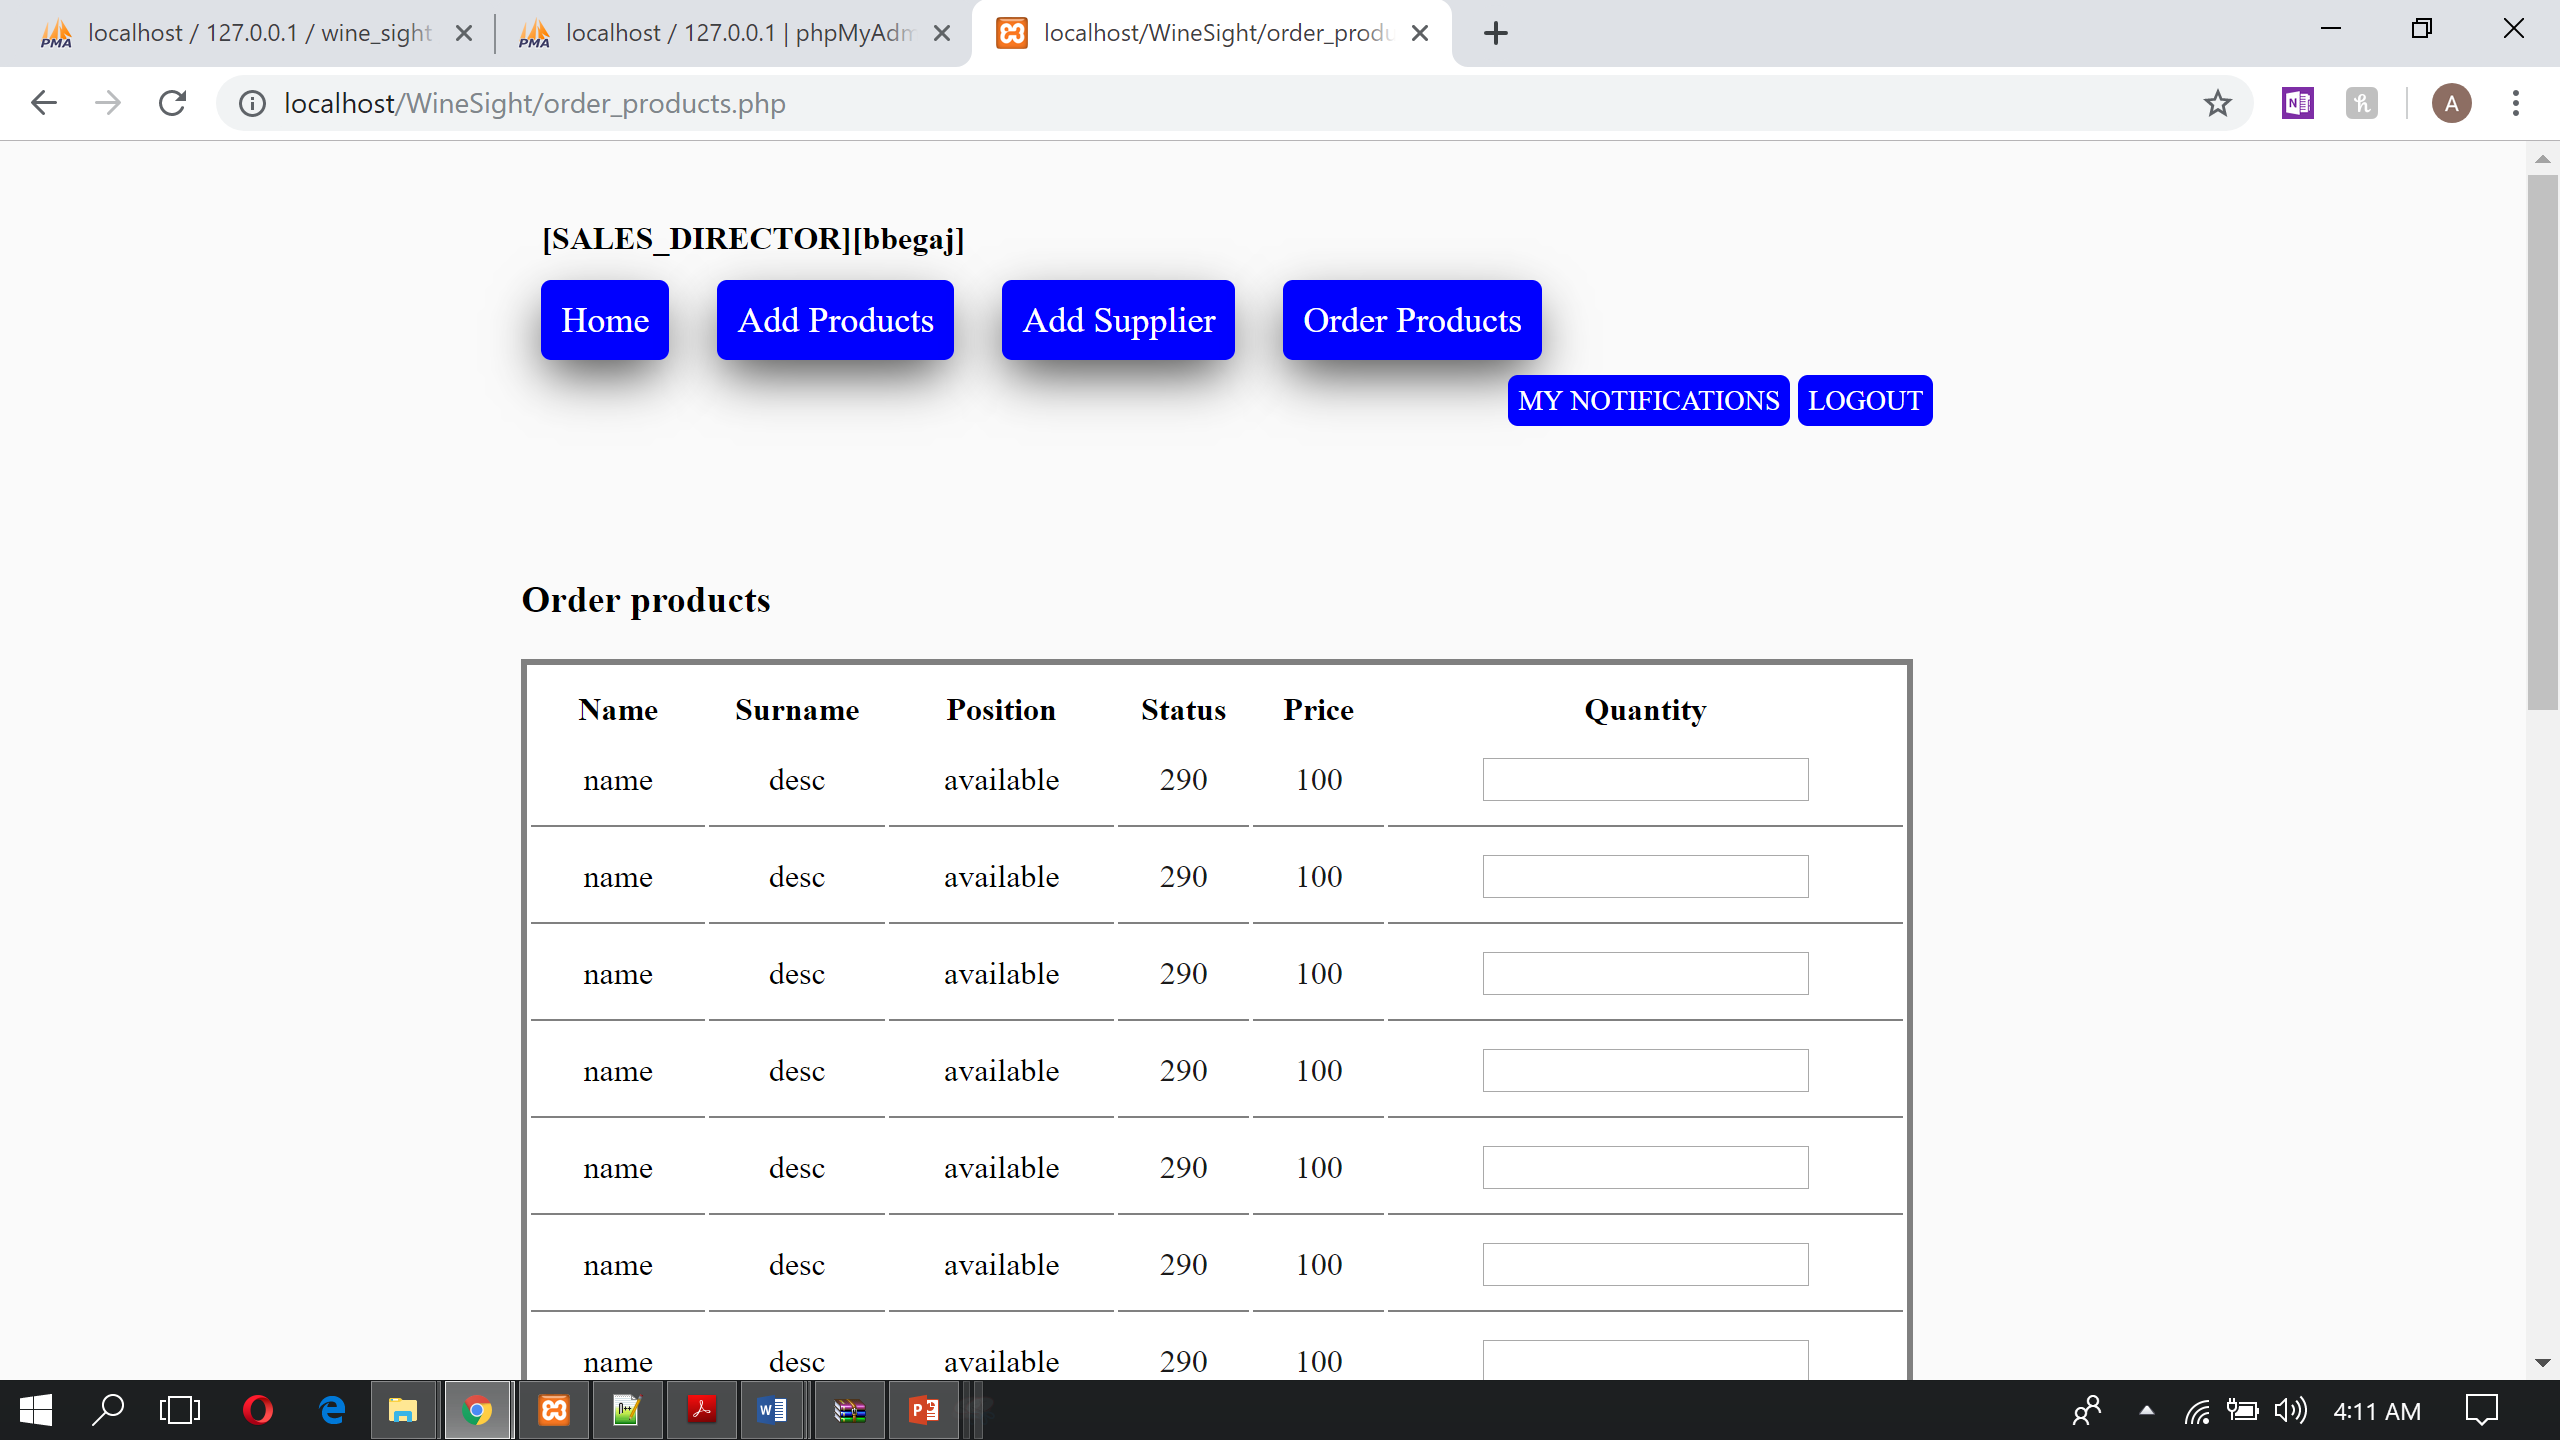 localhost / 127.0.0.1 / wine_sight
localhost / 127.0.0.1 | phpMyAdm
localhost/WineSight/order_produ
localhost/WineSight/order_products.php
A
[SALES_DIRECTOR][bbegaj]
Home Add Products Add Supplier Order Products
MY NOTIFICATIONS LOGOUT
Order products
Name Surname Position Status Price Quantity
name desc available 290 100
name desc available 290 100
name desc available 290 100
name desc available 290 100
name desc available 290 100
name desc available 290 100
name desc available 290 100
4:11 AM